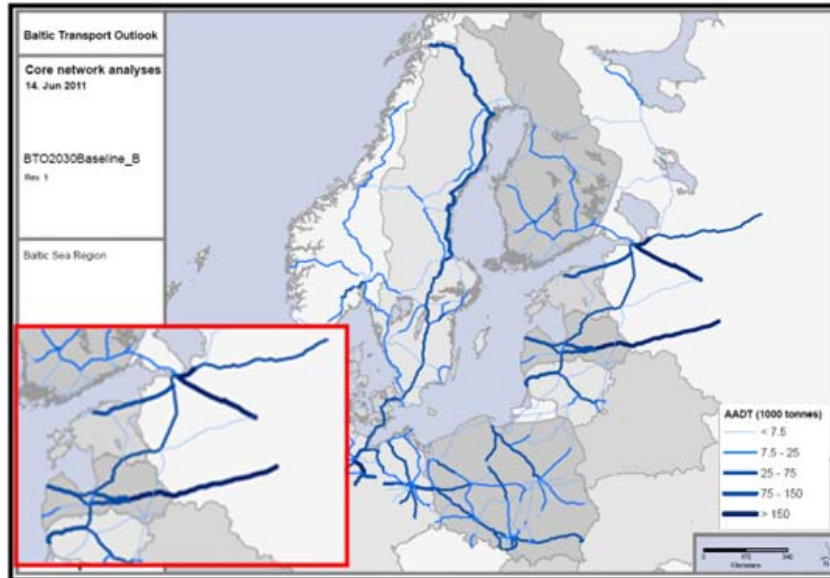 Baltic Transport Outlook
Core network analyses
14. Jun 2011
BTO2030Baseline_B
Rev. 1
Baltic Sea Region
AADT (1000 tonnes)
< 7.5
7.5 - 25
25 - 75
75 - 150
> 150
Kilometers